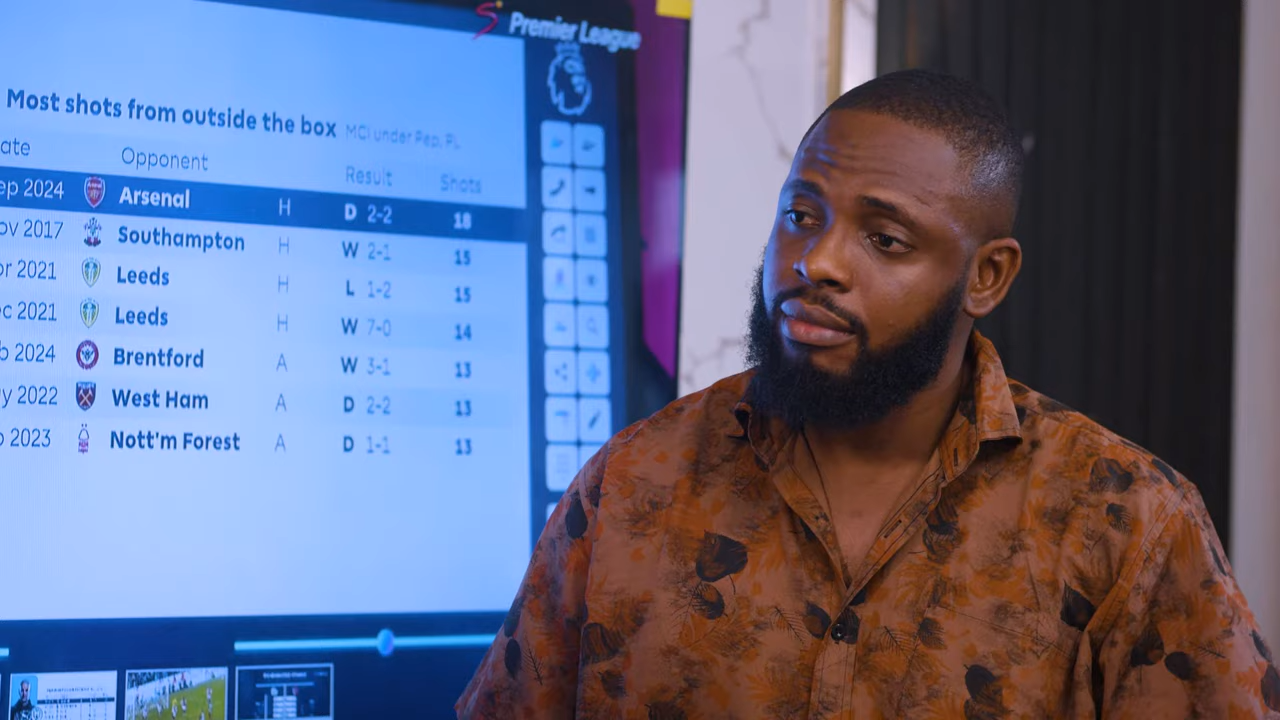 Premier League
Most shots from outside the box MCI under Pep, PL
ate Opponent Result Shots
ep 2024 Arsenal H D 2-2 18
ov 2017 Southampton H W 2-1 15
or 2021 Leeds H L 1-2 15
ec 2021 Leeds H W 7-0 14
b 2024 Brentford A W 3-1 13
ay 2022 West Ham A D 2-2 13
b 2023 Nott'm Forest A D 1-1 13